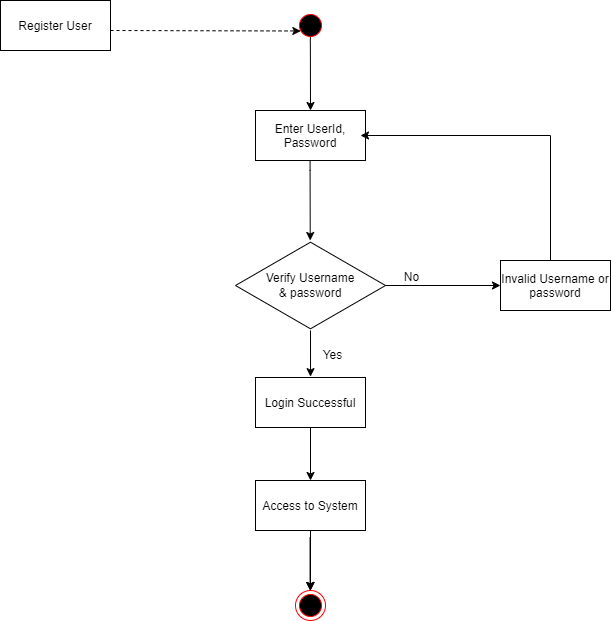 Register User
Enter UserId,
Password
Verify Username
& password
No
Invalid Username or
password
Yes
Login Successful
Access to System